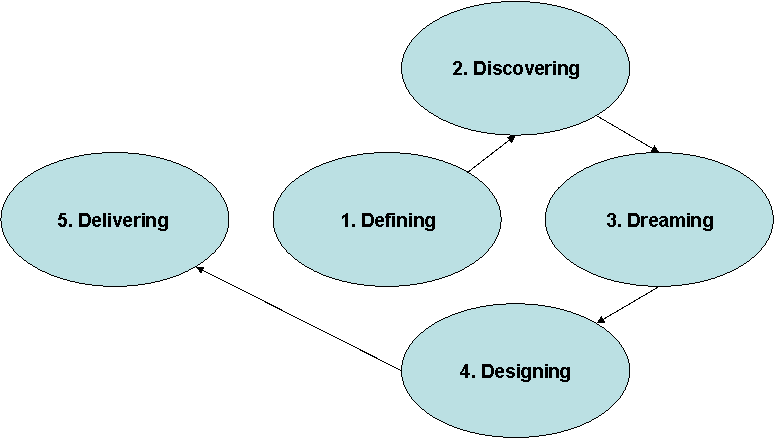 1. Defining
2. Discovering
3. Dreaming
4. Designing
5. Delivering